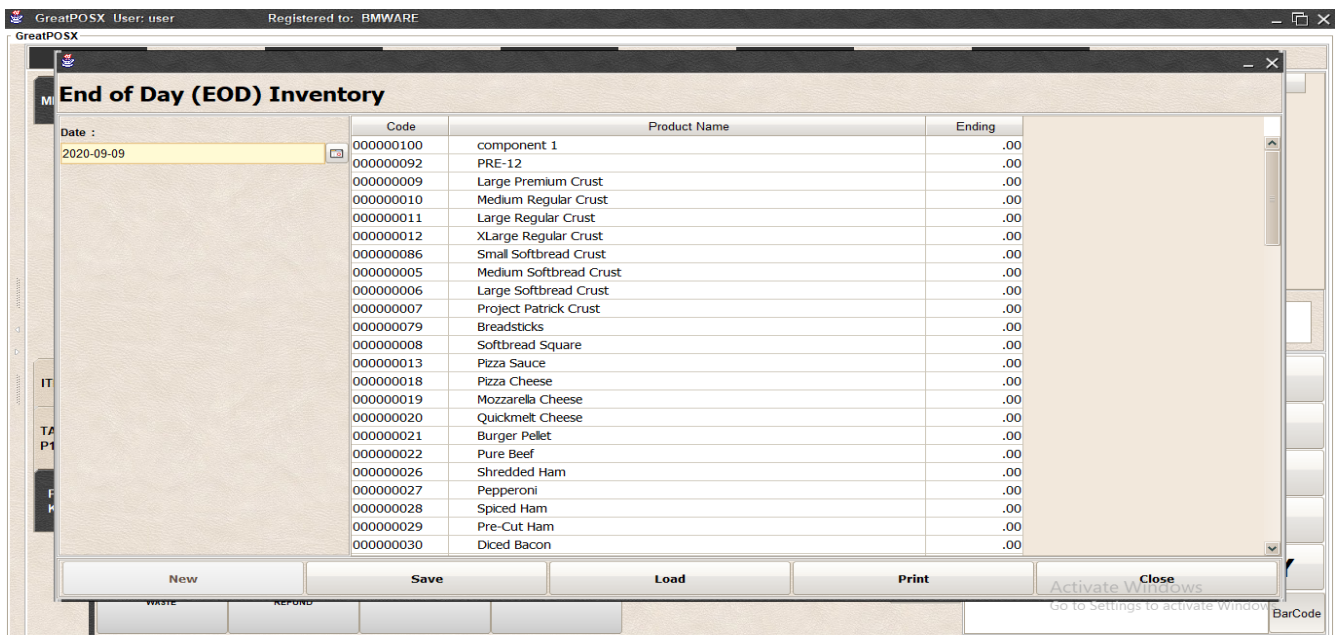 GreatPOSX User: user Registered to: BMWARE
GreatPOSX
End of Day (EOD) Inventory
Date :
2020-09-09
Code Product Name Ending
000000100 component 1 .00
000000092 PRE-12 .00
000000009 Large Premium Crust .00
000000010 Medium Regular Crust .00
000000011 Large Regular Crust .00
000000012 XLarge Regular Crust .00
000000086 Small Softbread Crust .00
000000005 Medium Softbread Crust .00
000000006 Large Softbread Crust .00
000000007 Project Patrick Crust .00
000000079 Breadsticks .00
000000008 Softbread Square .00
000000013 Pizza Sauce .00
000000018 Pizza Cheese .00
000000019 Mozzarella Cheese .00
000000020 Quickmelt Cheese .00
000000021 Burger Pellet .00
000000022 Pure Beef .00
000000026 Shredded Ham .00
000000027 Pepperoni .00
000000028 Spiced Ham .00
000000029 Pre-Cut Ham .00
000000030 Diced Bacon .00
New Save Load Print Close
Activate Windows
Go to Settings to activate Windows
WASTE REFUND
BarCode